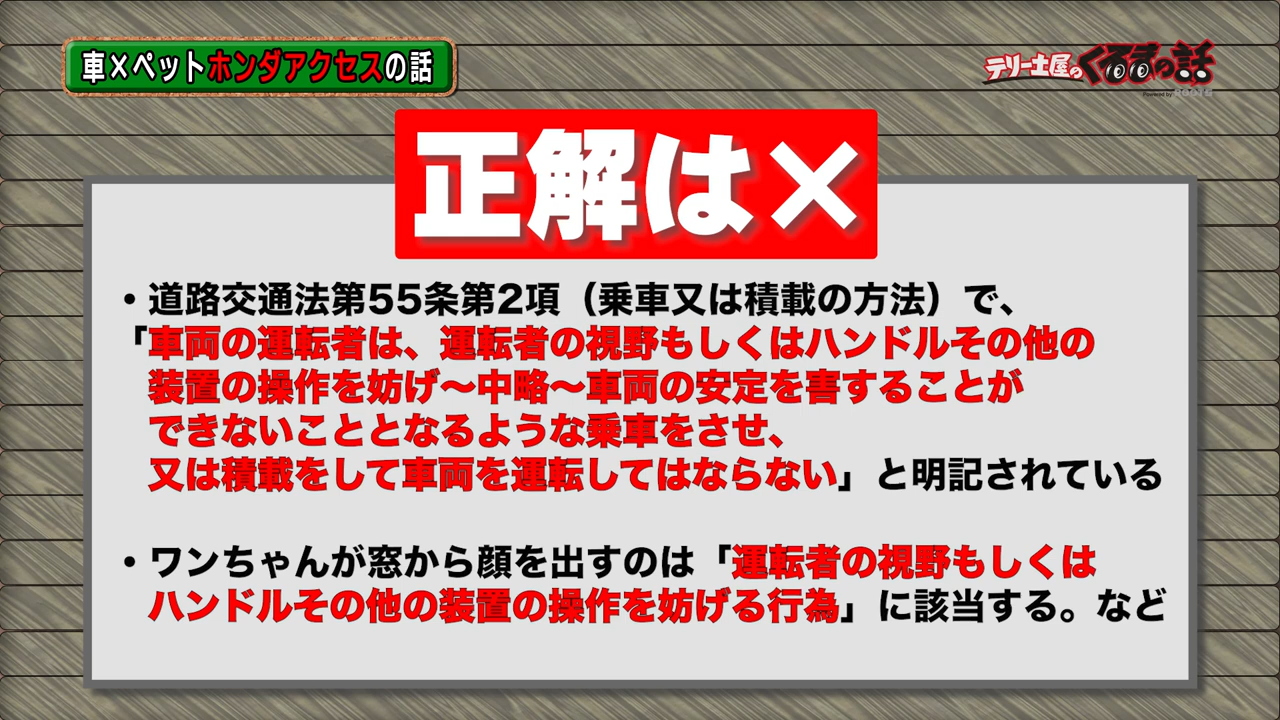 車×ペットホンダアクセスの話
テリー土屋のくるまの話
Powered by ROOTS
正解は×
・道路交通法第55条第2項（乗車又は積載の方法）で、
「車両の運転者は、運転者の視野もしくはハンドルその他の
装置の操作を妨げ～中略～車両の安定を害することが
できないこととなるような乗車をさせ、
又は積載をして車両を運転してはならない」と明記されている
・ワンちゃんが窓から顔を出すのは「運転者の視野もしくは
ハンドルその他の装置の操作を妨げる行為」に該当する。など